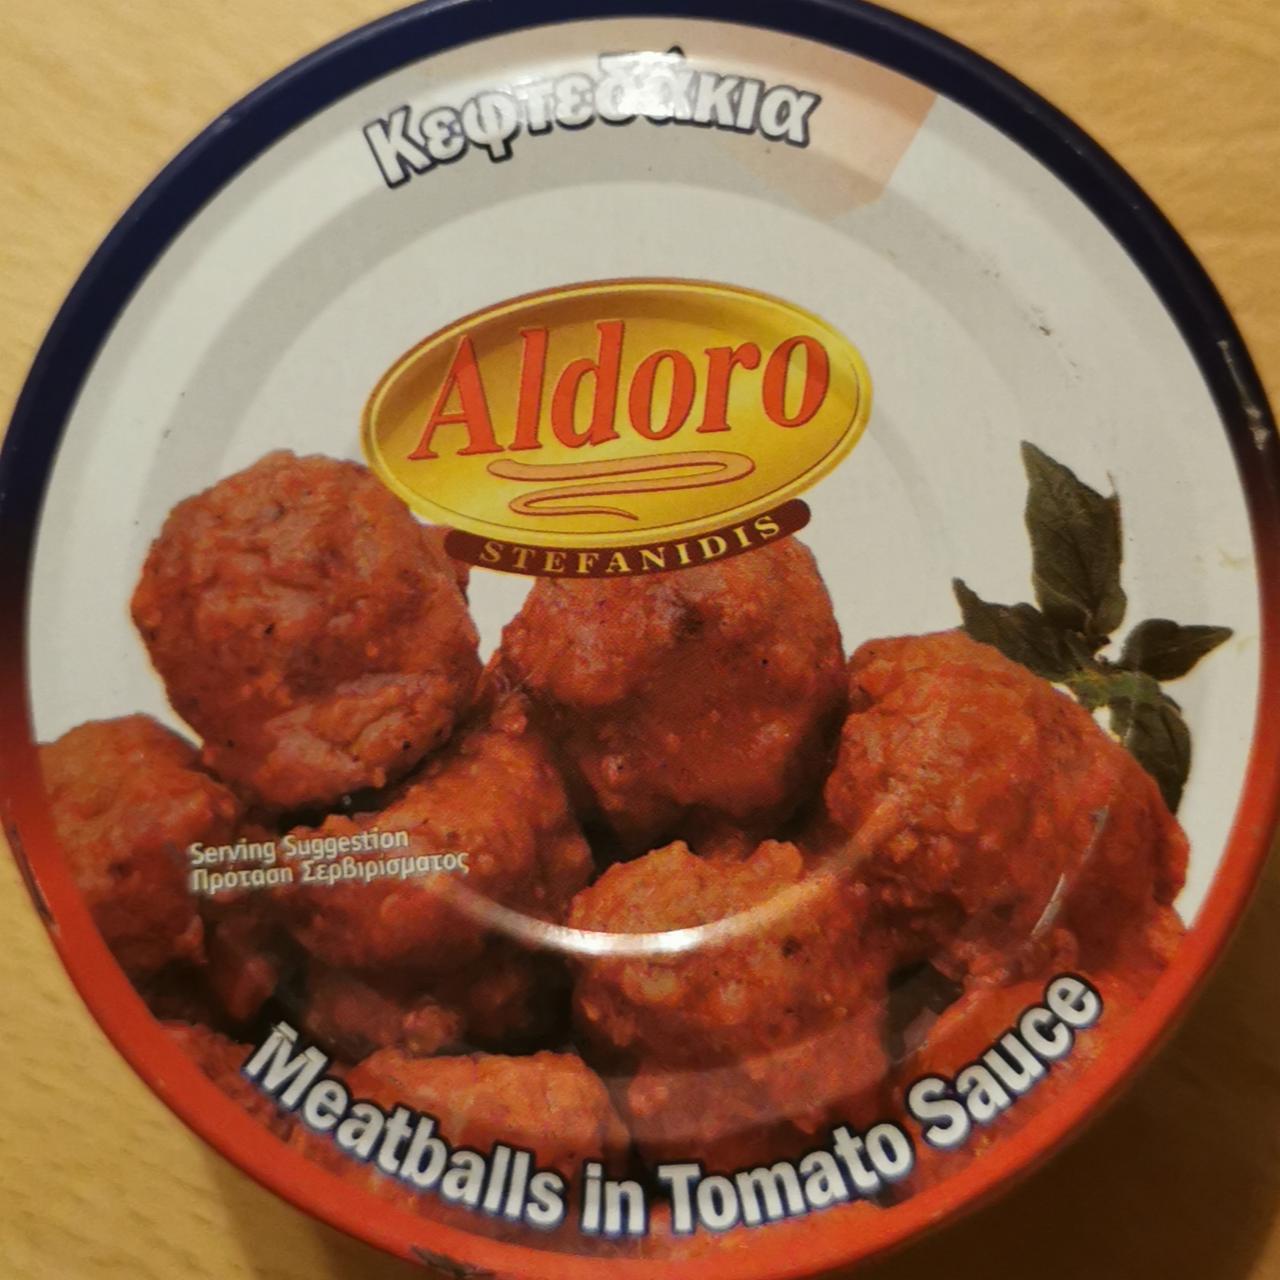 Κεφτεδάκια
Aldoro
STEFANIDIS
Serving Suggestion
Πρόταση Σερβιρίσματος
Meatballs in Tomato Sauce